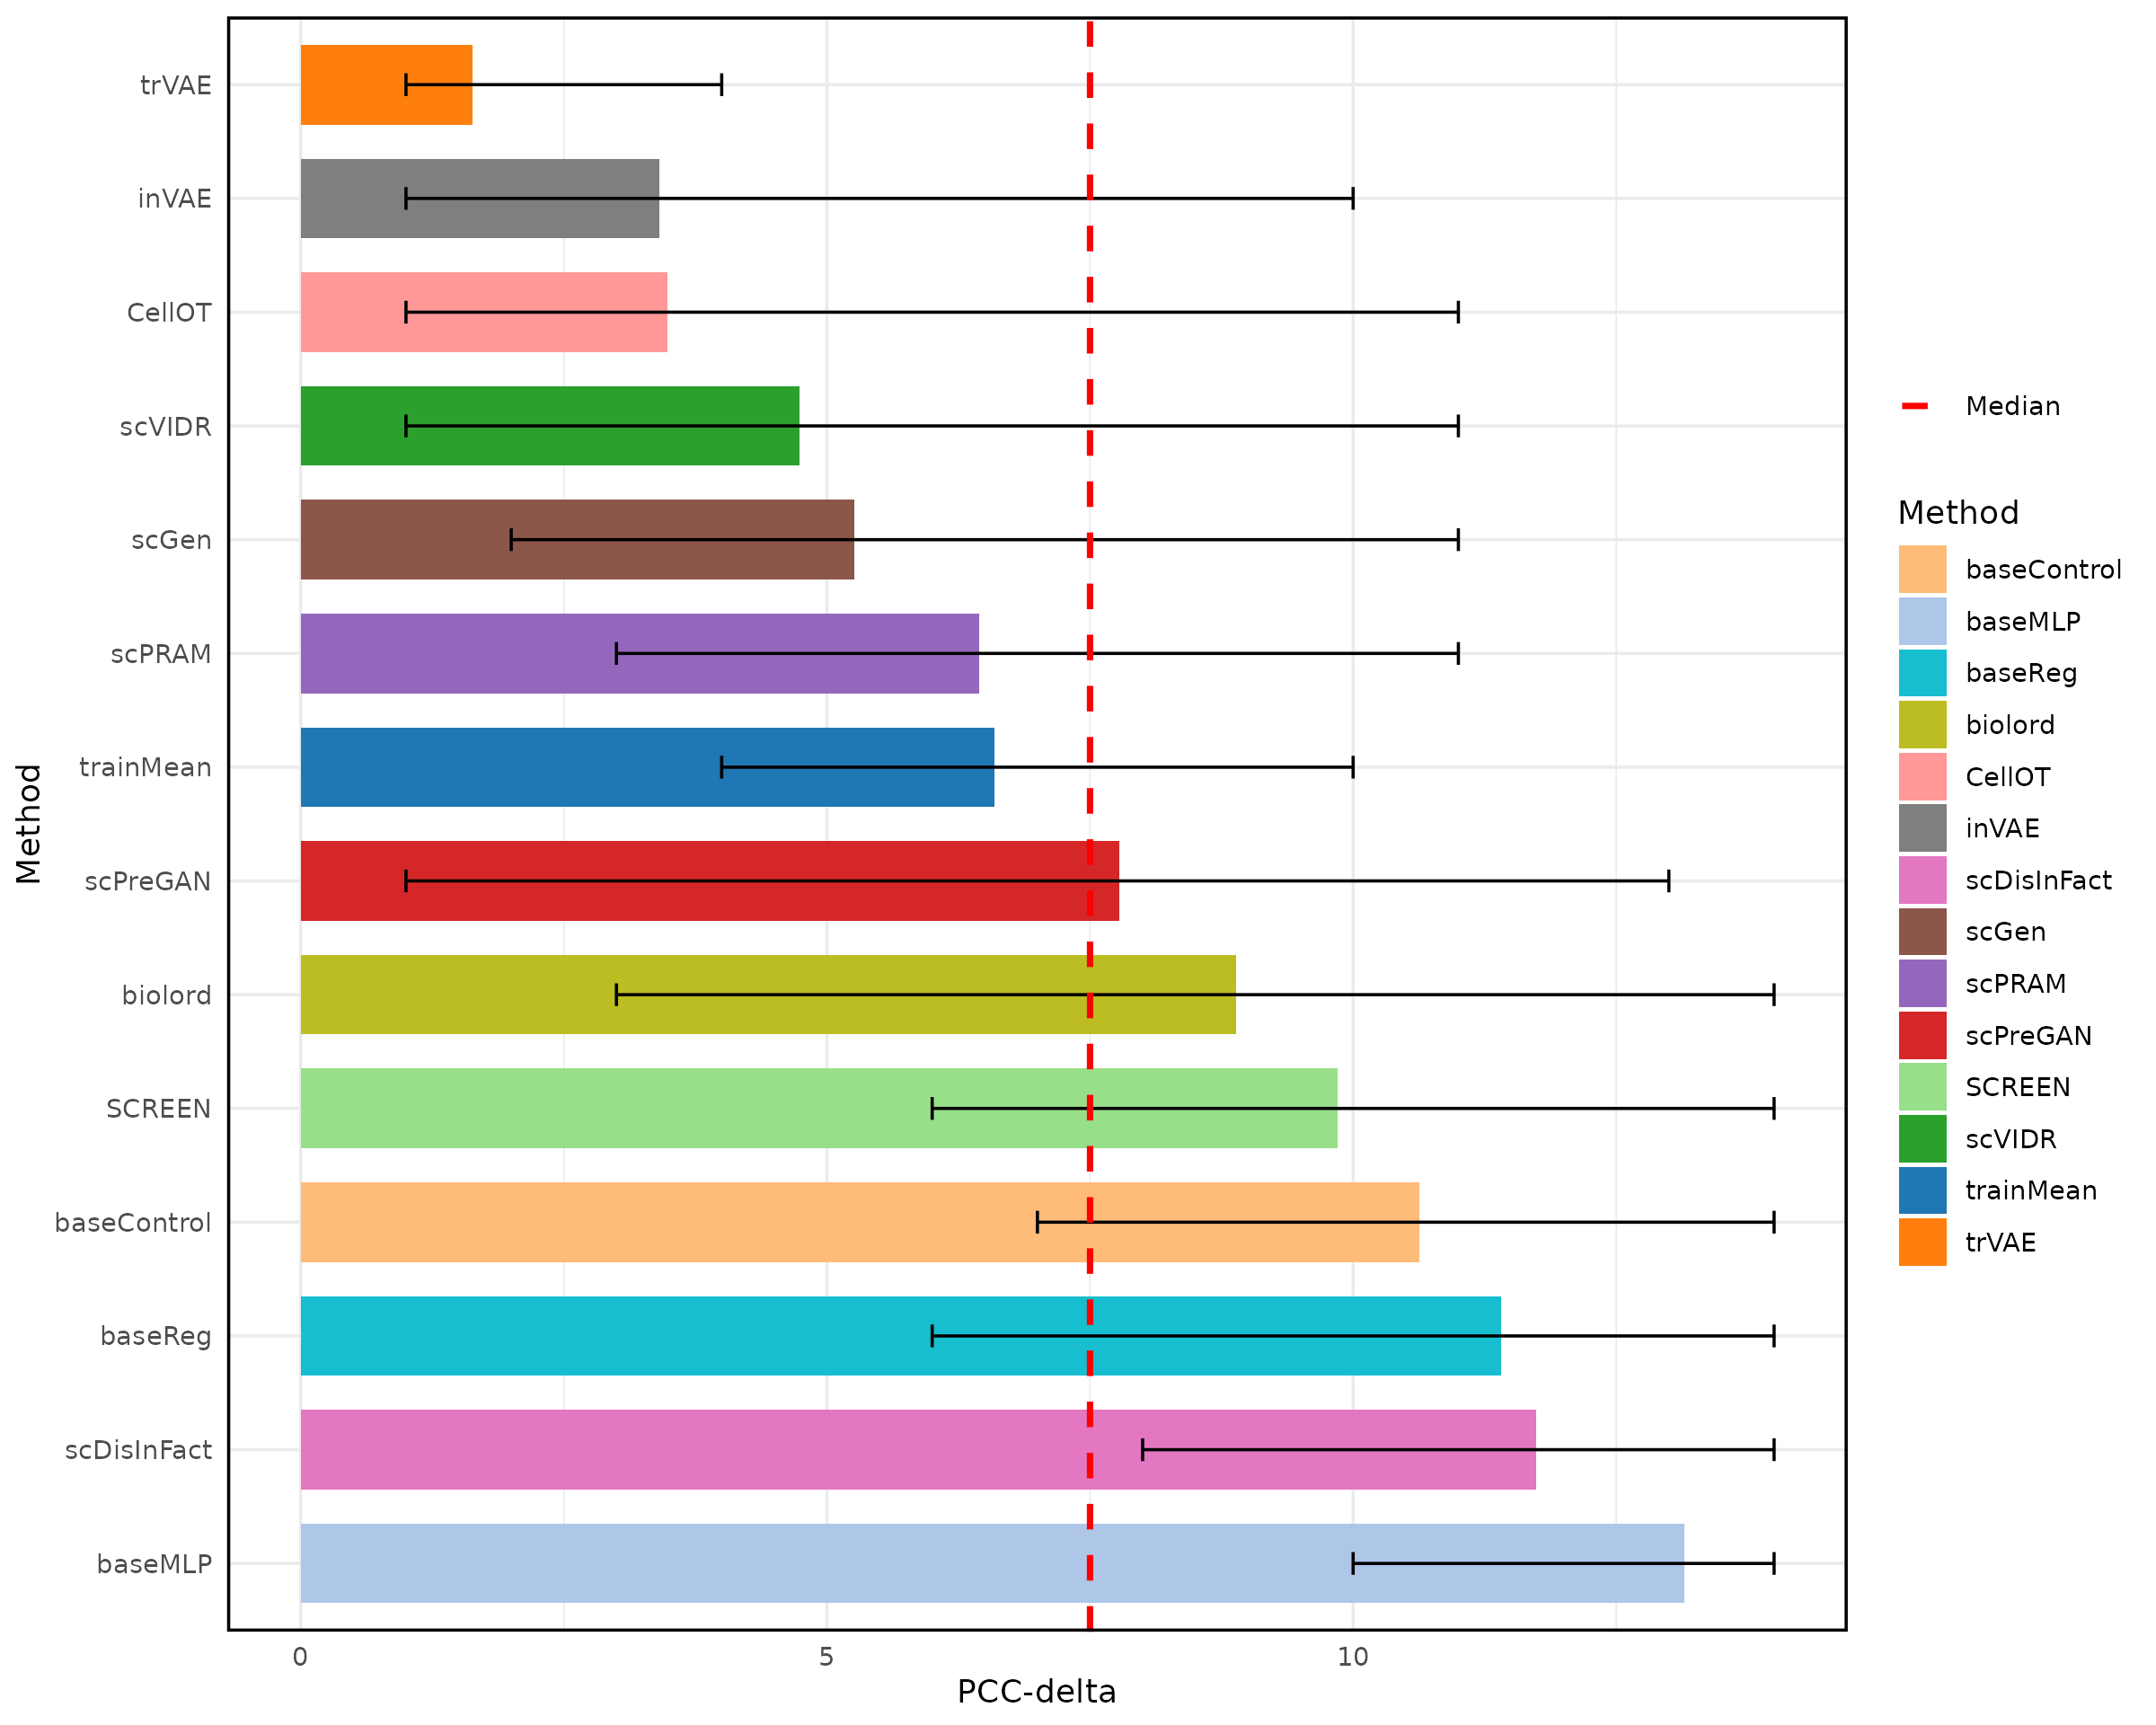 trVAE
inVAE
CellOT
scVIDR
scGen
scPRAM
trainMean
scPreGAN
biolord
SCREEN
baseControl
baseReg
scDisInFact
baseMLP
Method
0 5 10
PCC-delta
Median
Method
baseControl
baseMLP
baseReg
biolord
CellOT
inVAE
scDisInFact
scGen
scPRAM
scPreGAN
SCREEN
scVIDR
trainMean
trVAE